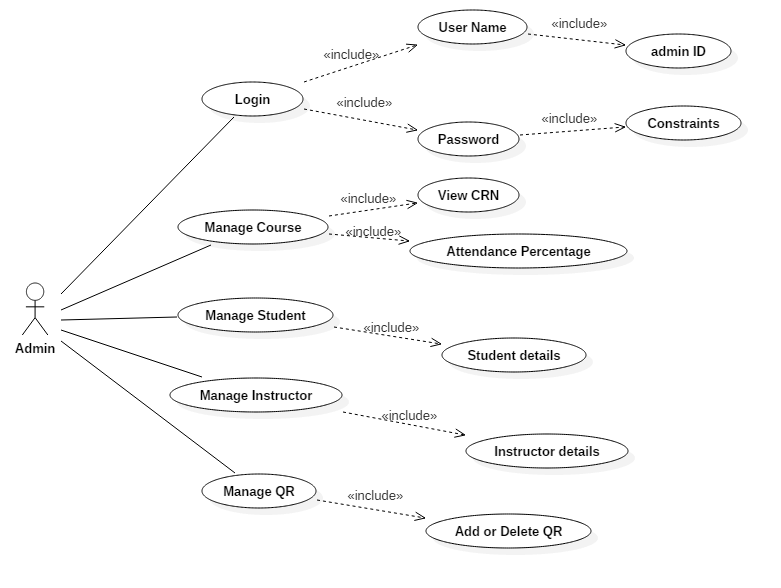 User Name
«include»
admin ID
«include»
Login
«include»
Password
«include»
Constraints
«include»
View CRN
Manage Course
«include»
Attendance Percentage
Manage Student
«include»
Student details
Admin
Manage Instructor
«include»
Instructor details
Manage QR
«include»
Add or Delete QR